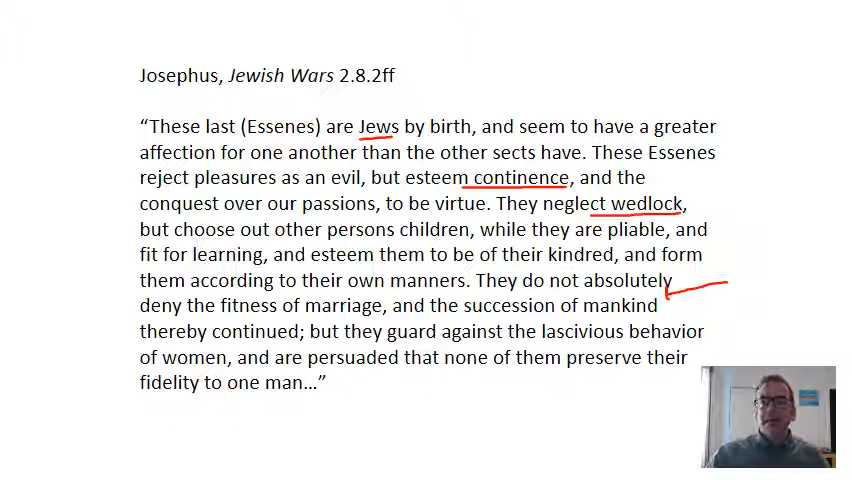 Josephus, Jewish Wars 2.8.2ff
“These last (Essenes) are Jews by birth, and seem to have a greater
affection for one another than the other sects have. These Essenes
reject pleasures as an evil, but esteem continence, and the
conquest over our passions, to be virtue. They neglect wedlock,
but choose out other persons children, while they are pliable, and
fit for learning, and esteem them to be of their kindred, and form
them according to their own manners. They do not absolutely
deny the fitness of marriage, and the succession of mankind
thereby continued; but they guard against the lascivious behavior
of women, and are persuaded that none of them preserve their
fidelity to one man…”